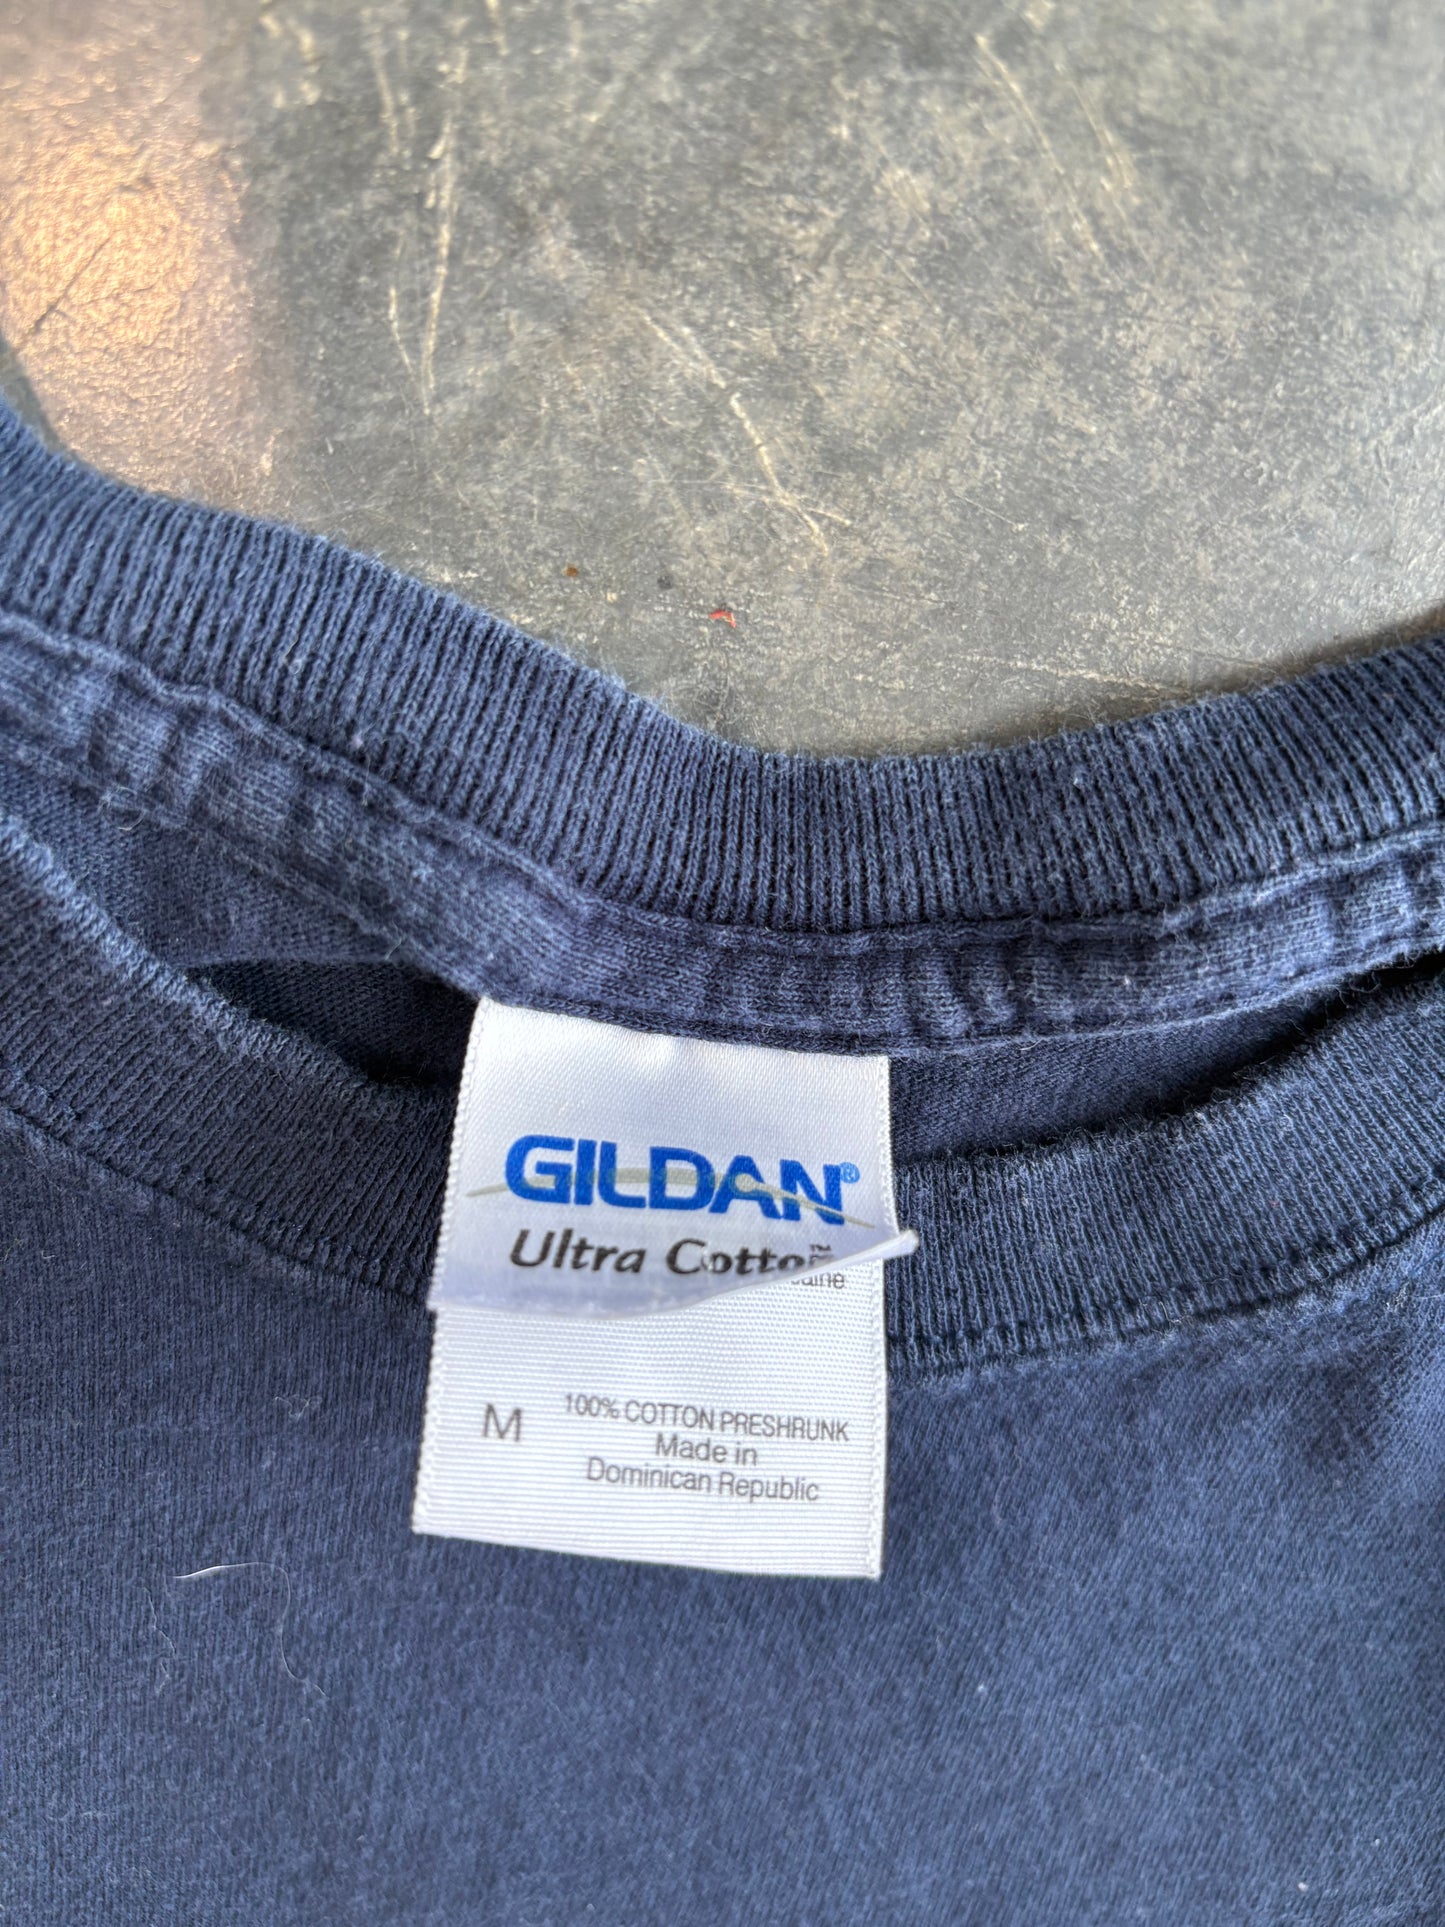 GILDAN®
Ultra Cotton™
M
100% COTTON PRESHRUNK
Made in
Dominican Republic